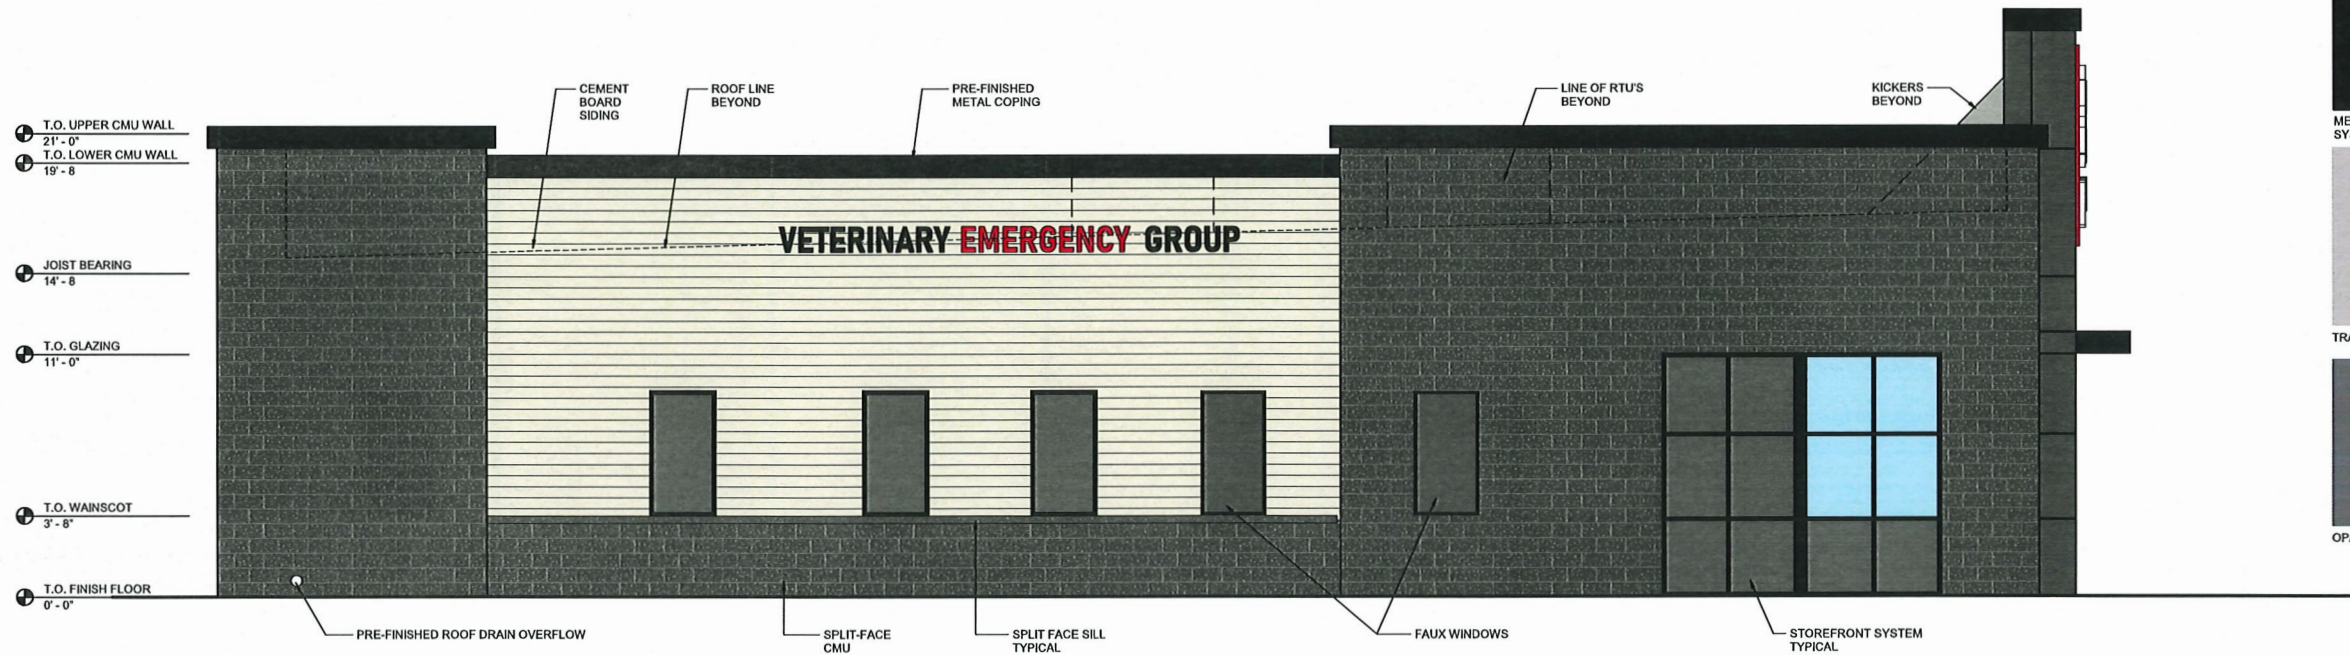 CEMENT
BOARD
SIDING
ROOF LINE
BEYOND
PRE-FINISHED
METAL COPING
LINE OF RTU'S
BEYOND
KICKERS
BEYOND
T.O. UPPER CMU WALL
21' - 0"
T.O. LOWER CMU WALL
19' - 8
JOIST BEARING
14' - 8
T.O. GLAZING
11' - 0"
T.O. WAINSCOT
3' - 8"
T.O. FINISH FLOOR
0' - 0"
VETERINARY EMERGENCY GROUP
PRE-FINISHED ROOF DRAIN OVERFLOW
SPLIT-FACE
CMU
SPLIT FACE SILL
TYPICAL
FAUX WINDOWS
STOREFRONT SYSTEM
TYPICAL